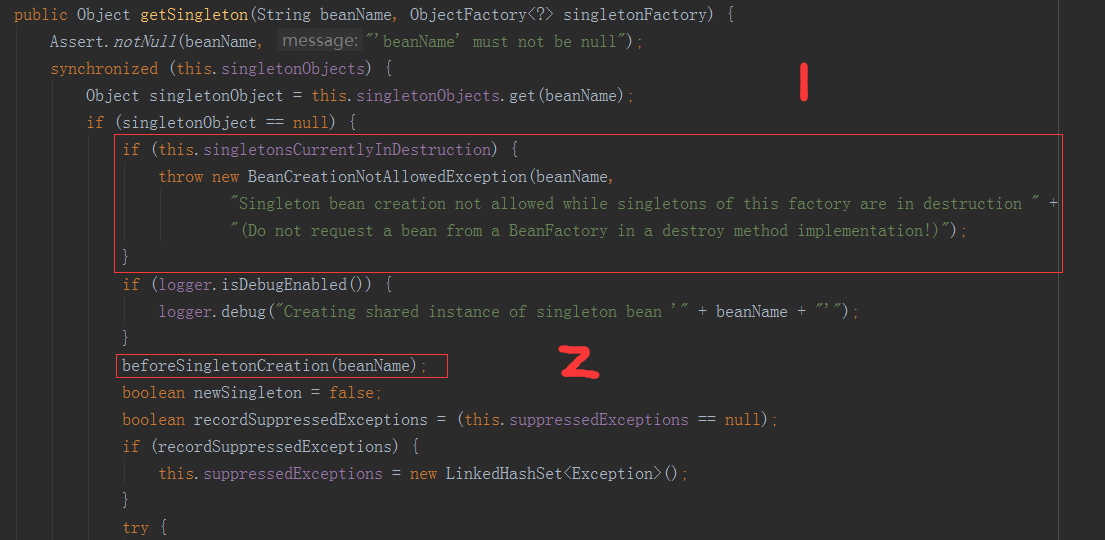 public Object getSingleton(String beanName, ObjectFactory<?> singletonFactory) {
Assert.notNull(beanName, message: "'beanName' must not be null");
synchronized (this.singletonObjects) {
1
Object singletonObject = this.singletonObjects.get(beanName);
if (singletonObject == null) {
if (this.singletonsCurrentlyInDestruction) {
throw new BeanCreationNotAllowedException(beanName,
"Singleton bean creation not allowed while singletons of this factory are in destruction " +
"(Do not request a bean from a BeanFactory in a destroy method implementation!)");
}
if (logger.isDebugEnabled()) {
logger.debug("Creating shared instance of singleton bean '" + beanName + "'");
}
beforeSingletonCreation(beanName);
2
boolean newSingleton = false;
boolean recordSuppressedExceptions = (this.suppressedExceptions == null);
if (recordSuppressedExceptions) {
this.suppressedExceptions = new LinkedHashSet<Exception>();
}
try {